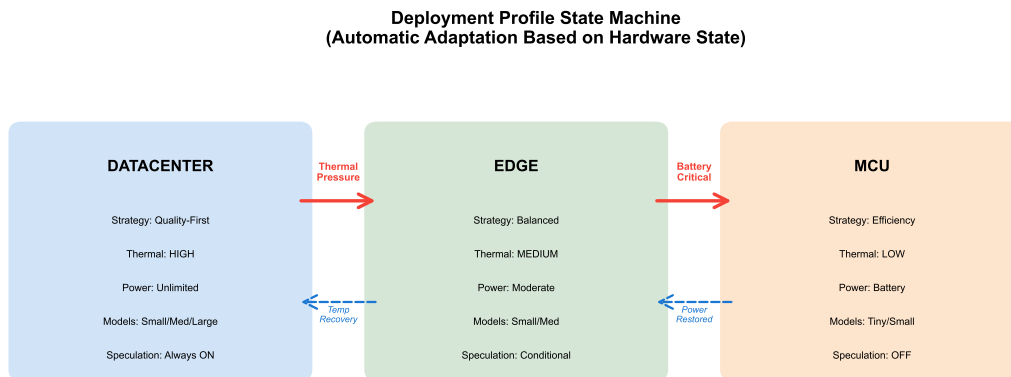 Deployment Profile State Machine
(Automatic Adaptation Based on Hardware State)
DATACENTER
Strategy: Quality-First
Thermal: HIGH
Power: Unlimited
Models: Small/Med/Large
Speculation: Always ON
Thermal
Pressure
Temp
Recovery
EDGE
Strategy: Balanced
Thermal: MEDIUM
Power: Moderate
Models: Small/Med
Speculation: Conditional
Battery
Critical
Power
Restored
MCU
Strategy: Efficiency
Thermal: LOW
Power: Battery
Models: Tiny/Small
Speculation: OFF